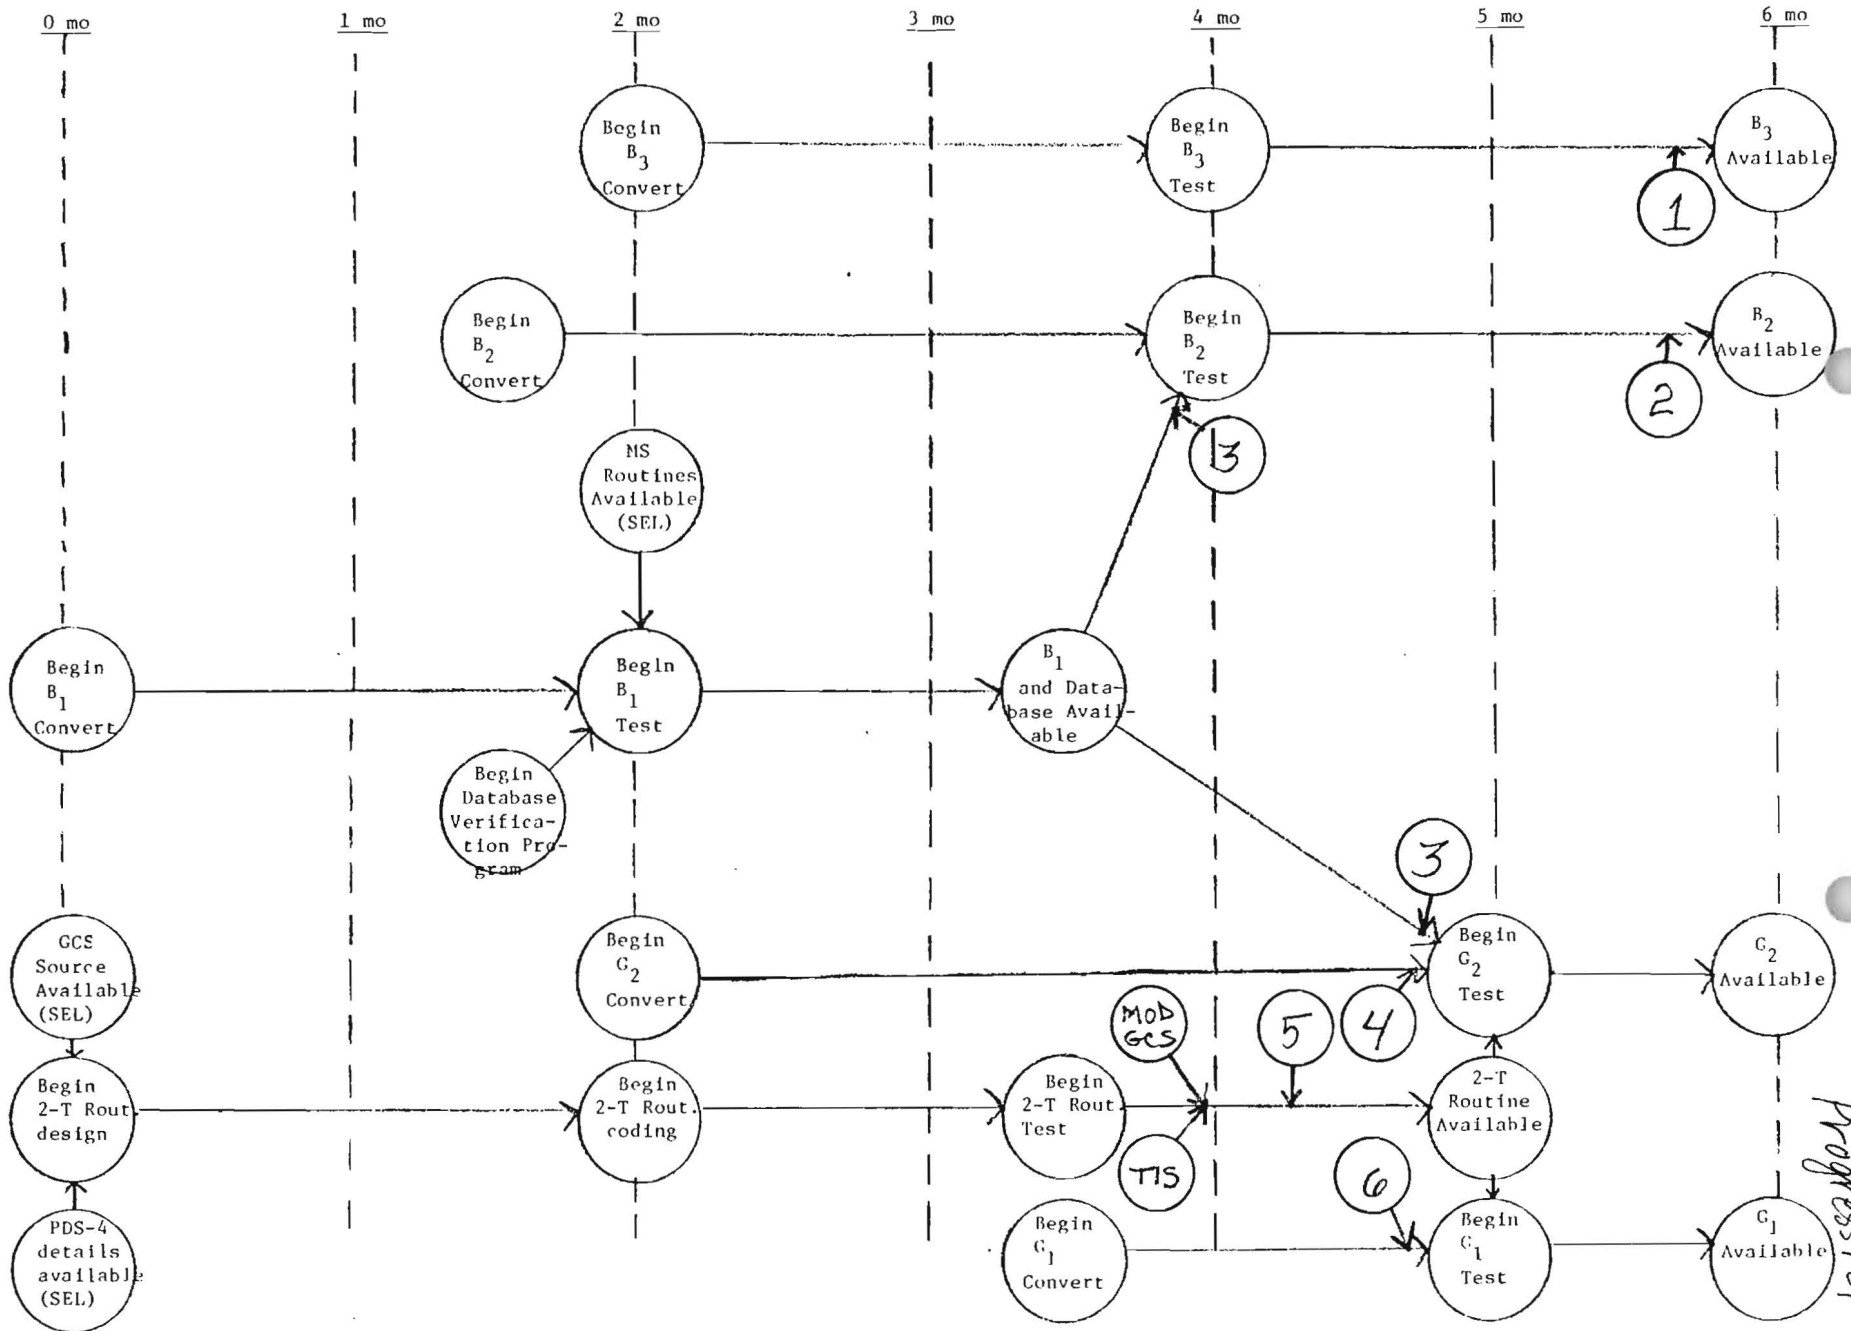 0 mo
1 mo
2 mo
3 mo
4 mo
5 mo
6 mo
Begin
B3
Convert
Begin
B3
Test
B3
Available
1
Begin
B2
Convert
Begin
B2
Test
B2
Available
2
3
MS
Routines
Available
(SEL)
Begin
B1
Convert
Begin
B1
Test
B1
and Data-
base Avail-
able
Begin
Database
Verifica-
tion Pro-
gram
3
GCS
Source
Available
(SEL)
Begin
G2
Convert
MOD
GCS
5
4
Begin
G2
Test
G2
Available
Begin
2-T Rout.
design
Begin
2-T Rout.
coding
Begin
2-T Rout.
Test
TIS
2-T
Routine
Available
6
PDS-4
details
available
(SEL)
Begin
G1
Convert
Begin
G1
Test
G1
Available